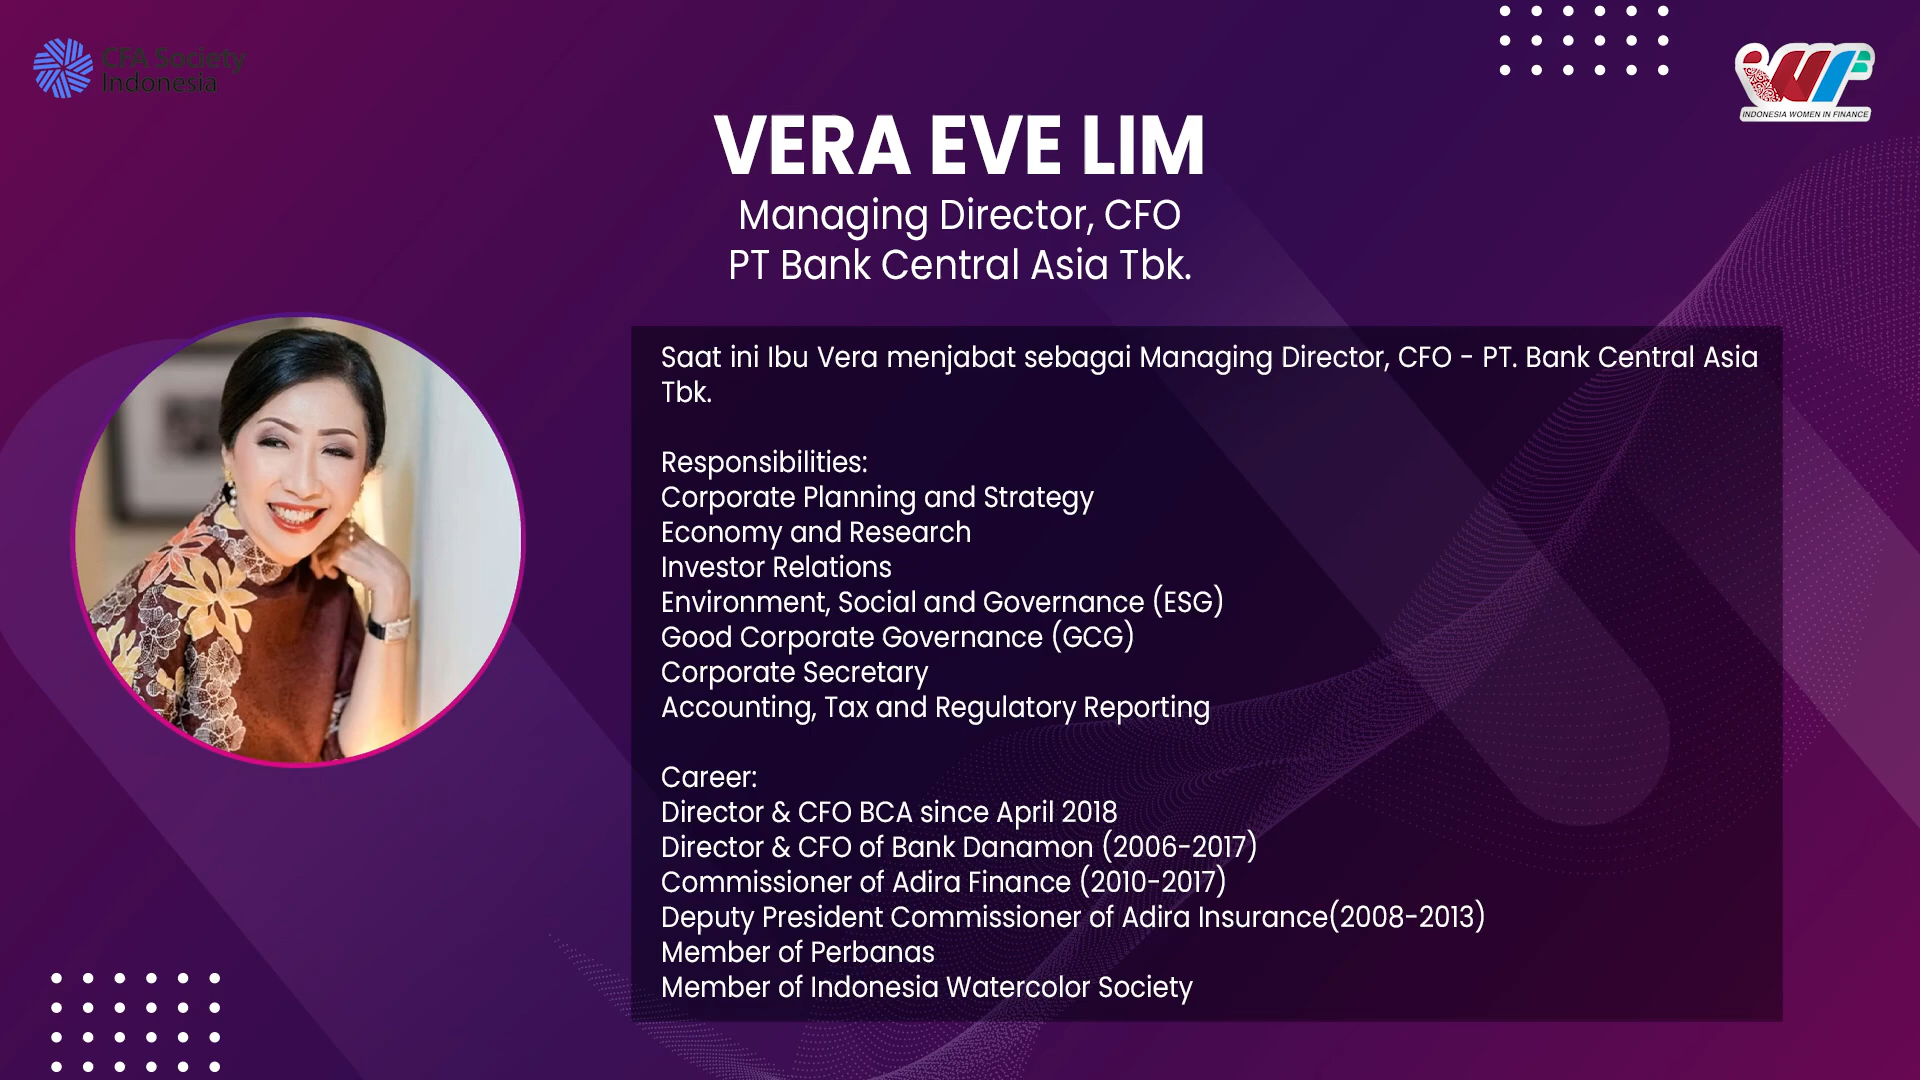 CFA Society
Indonesia
INDONESIA WOMEN IN FINANCE
VERA EVE LIM
Managing Director, CFO
PT Bank Central Asia Tbk.
Saat ini Ibu Vera menjabat sebagai Managing Director, CFO - PT. Bank Central Asia
Tbk.
Responsibilities:
Corporate Planning and Strategy
Economy and Research
Investor Relations
Environment, Social and Governance (ESG)
Good Corporate Governance (GCG)
Corporate Secretary
Accounting, Tax and Regulatory Reporting
Career:
Director & CFO BCA since April 2018
Director & CFO of Bank Danamon (2006-2017)
Commissioner of Adira Finance (2010-2017)
Deputy President Commissioner of Adira Insurance(2008-2013)
Member of Perbanas
Member of Indonesia Watercolor Society